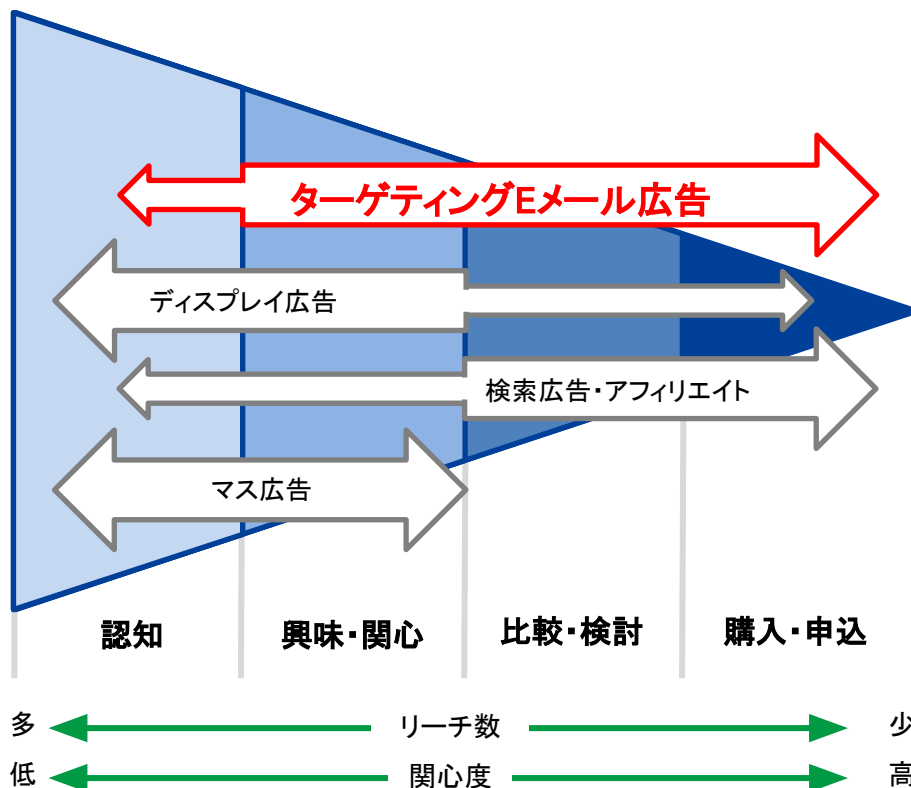 ターゲティングEメール広告
ディスプレイ広告
検索広告・アフィリエイト
マス広告
認知 興味・関心 比較・検討 購入・申込
多 リーチ数 少
低 関心度 高